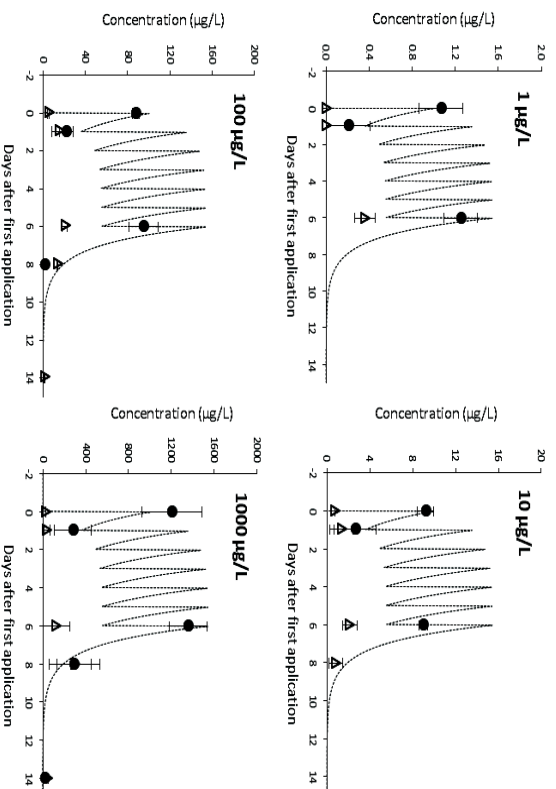 1 µg/L
Concentration (µg/L)
2.0
1.6
1.2
0.8
0.4
0.0
-2 0 2 4 6 8 10 12 14
Days after first application
10 µg/L
Concentration (µg/L)
20
16
12
8
4
0
-2 0 2 4 6 8 10 12 14
Days after first application
100 µg/L
Concentration (µg/L)
200
160
120
80
40
0
-2 0 2 4 6 8 10 12 14
Days after first application
1000 µg/L
Concentration (µg/L)
2000
1600
1200
800
400
0
-2 0 2 4 6 8 10 12 14
Days after first application